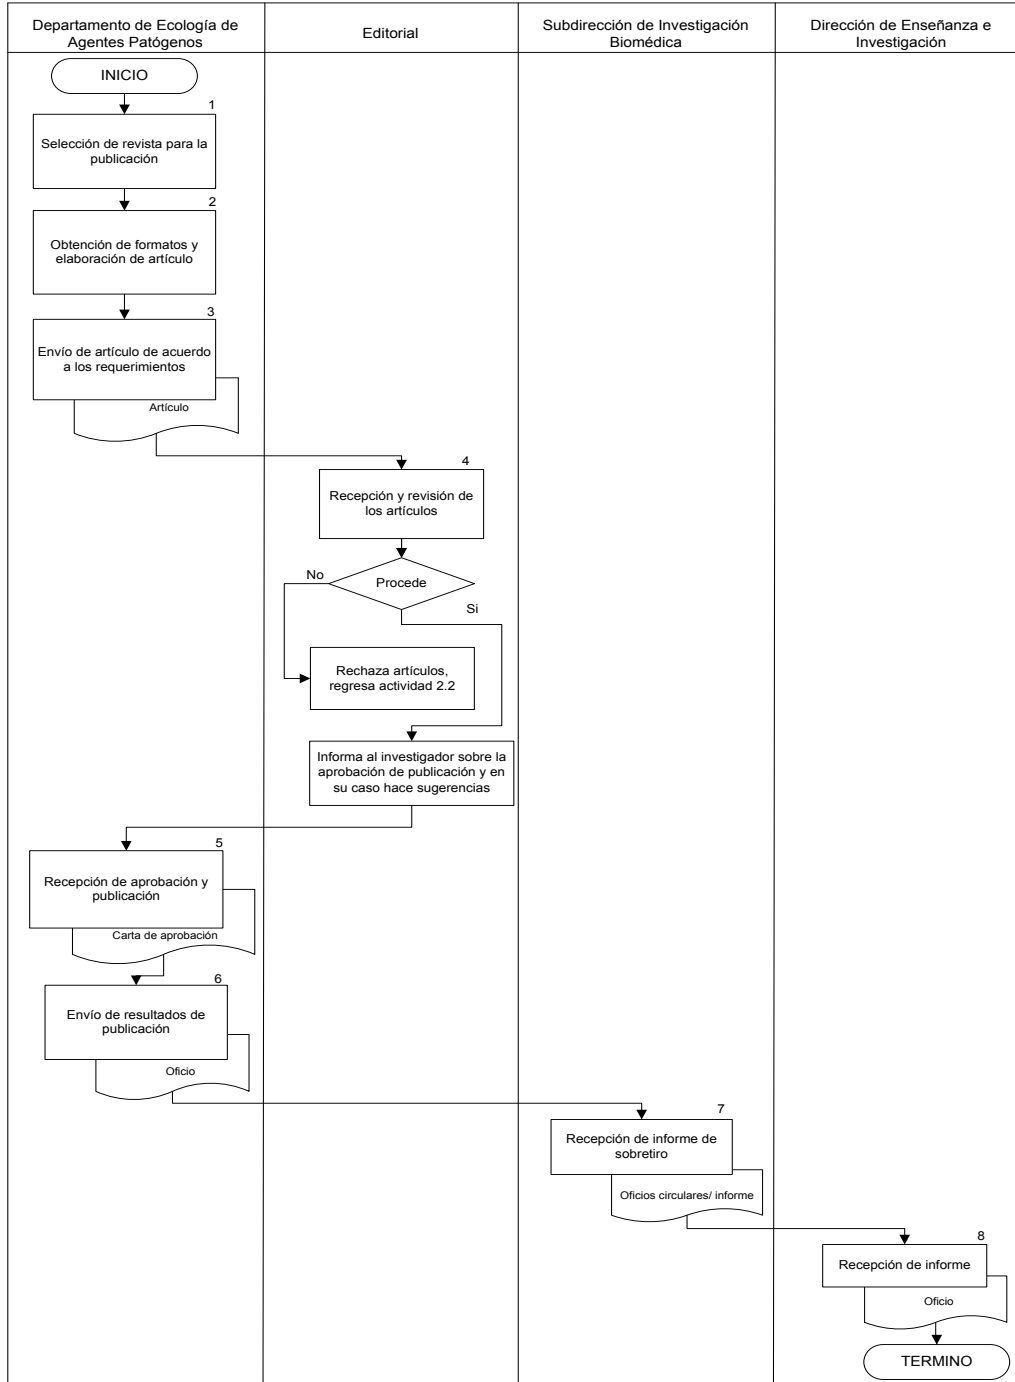 Departamento de Ecología de
Agentes Patógenos
Editorial
Subdirección de Investigación
Biomédica
Dirección de Enseñanza e
Investigación
INICIO
1
Selección de revista para la
publicación
2
Obtención de formatos y
elaboración de artículo
3
Envío de artículo de acuerdo
a los requerimientos
Artículo
4
Recepción y revisión de
los artículos
Procede
No
Si
Rechaza artículos,
regresa actividad 2.2
Informa al investigador sobre la
aprobación de publicación y en
su caso hace sugerencias
5
Recepción de aprobación y
publicación
Carta de aprobación
6
Envío de resultados de
publicación
Oficio
7
Recepción de informe de
sobretiro
Oficios circulares/ informe
8
Recepción de informe
Oficio
TERMINO